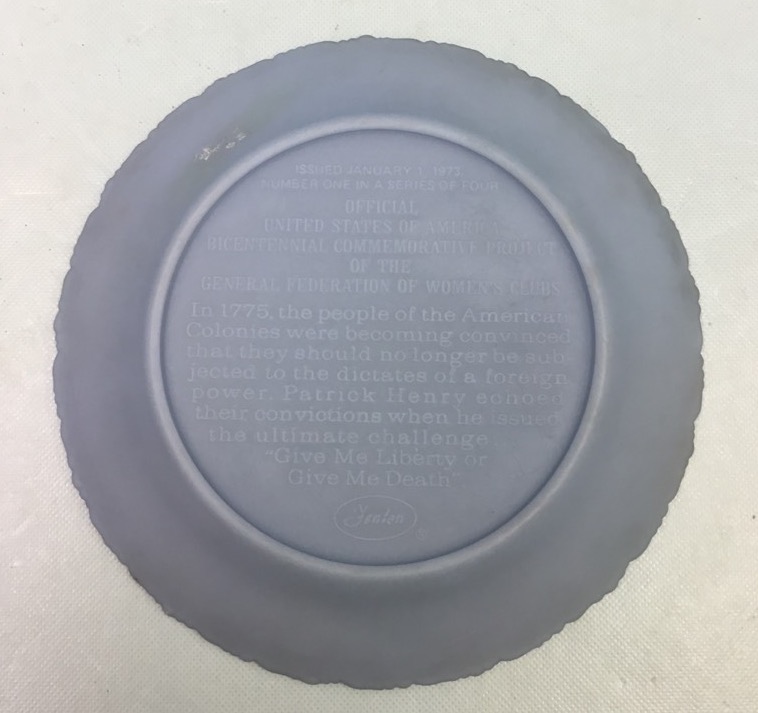 ISSUED JANUARY 1, 1973
NUMBER ONE IN A SERIES OF FOUR
OFFICIAL
UNITED STATES OF AMERICA
BICENTENNIAL COMMEMORATIVE PROJECT
OF THE
GENERAL FEDERATION OF WOMEN'S CLUBS
In 1775, the people of the American
Colonies were becoming convinced
that they should no longer be sub-
jected to the dictates of a foreign
power. Patrick Henry echoed
their convictions when he issued
the ultimate challenge...
"Give Me Liberty or
Give Me Death"
Fenton